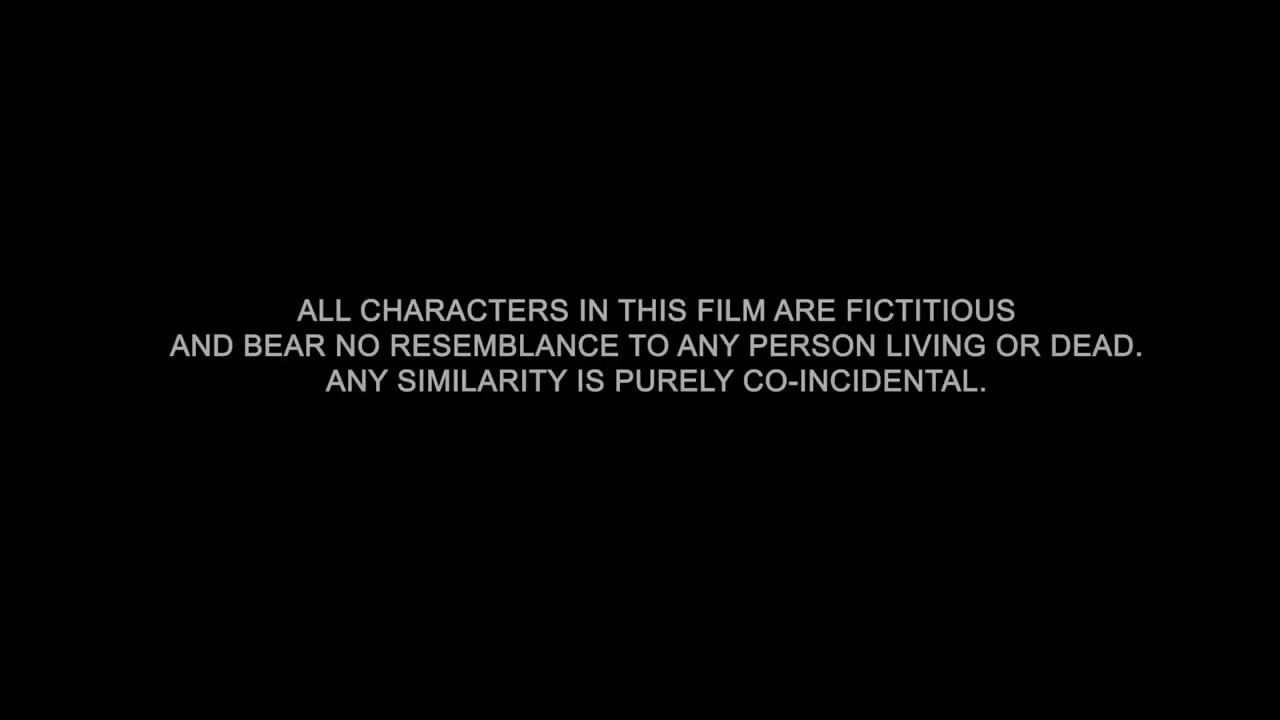 ALL CHARACTERS IN THIS FILM ARE FICTITIOUS
AND BEAR NO RESEMBLANCE TO ANY PERSON LIVING OR DEAD.
ANY SIMILARITY IS PURELY CO-INCIDENTAL.